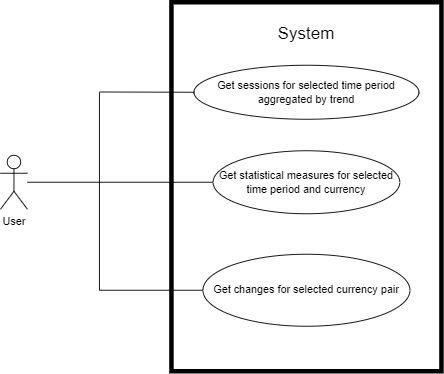 System
Get sessions for selected time period
aggregated by trend
Get statistical measures for selected
time period and currency
User
Get changes for selected currency pair